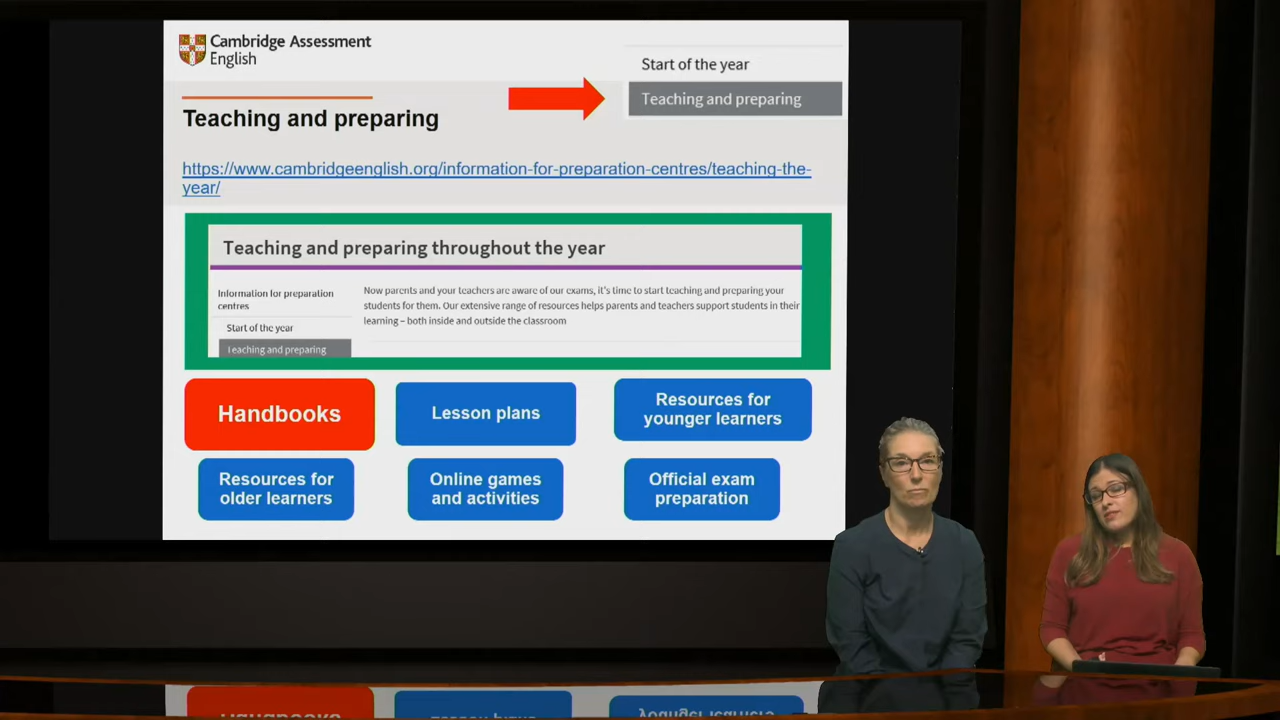 Cambridge Assessment
English
Start of the year
Teaching and preparing
Teaching and preparing
https://www.cambridgeenglish.org/information-for-preparation-centres/teaching-the-
year/
Teaching and preparing throughout the year
Information for preparation
centres
Start of the year
Teaching and preparing
Now parents and your teachers are aware of our exams, it's time to start teaching and preparing your
students for them. Our extensive range of resources helps parents and teachers support students in their
learning – both inside and outside the classroom
Handbooks
Lesson plans
Resources for
younger learners
Resources for
older learners
Online games
and activities
Official exam
preparation